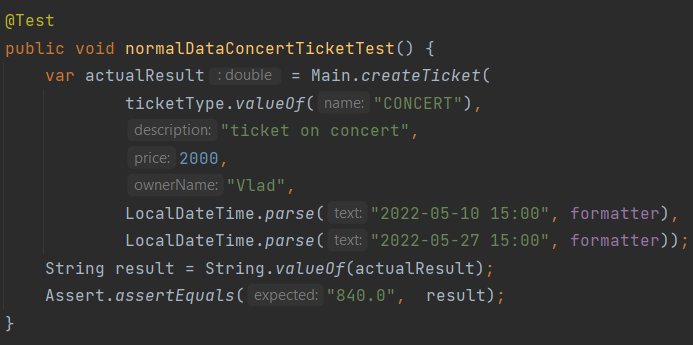 @Test
public void normalDataConcertTicketTest() {
var actualResult : double = Main.createTicket(
ticketType.valueOf( name: "CONCERT"),
description: "ticket on concert",
price: 2000,
ownerName: "Vlad",
LocalDateTime.parse( text: "2022-05-10 15:00", formatter),
LocalDateTime.parse( text: "2022-05-27 15:00", formatter));
String result = String.valueOf(actualResult);
Assert.assertEquals( expected: "840.0", result);
}